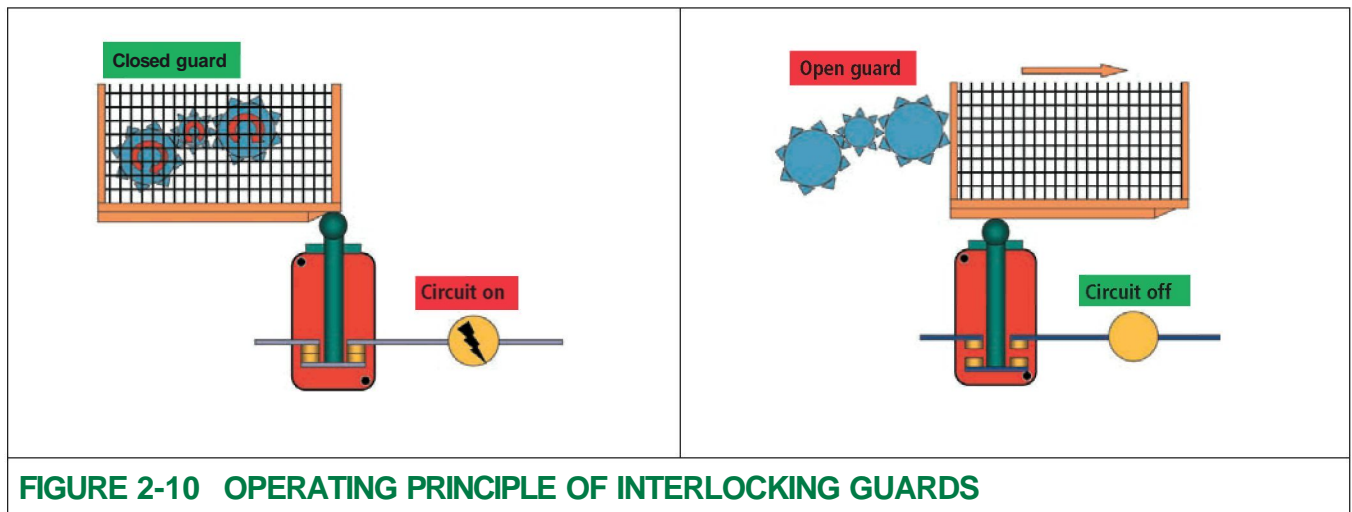 Closed guard
Circuit on
Open guard
Circuit off
FIGURE 2-10 OPERATING PRINCIPLE OF INTERLOCKING GUARDS